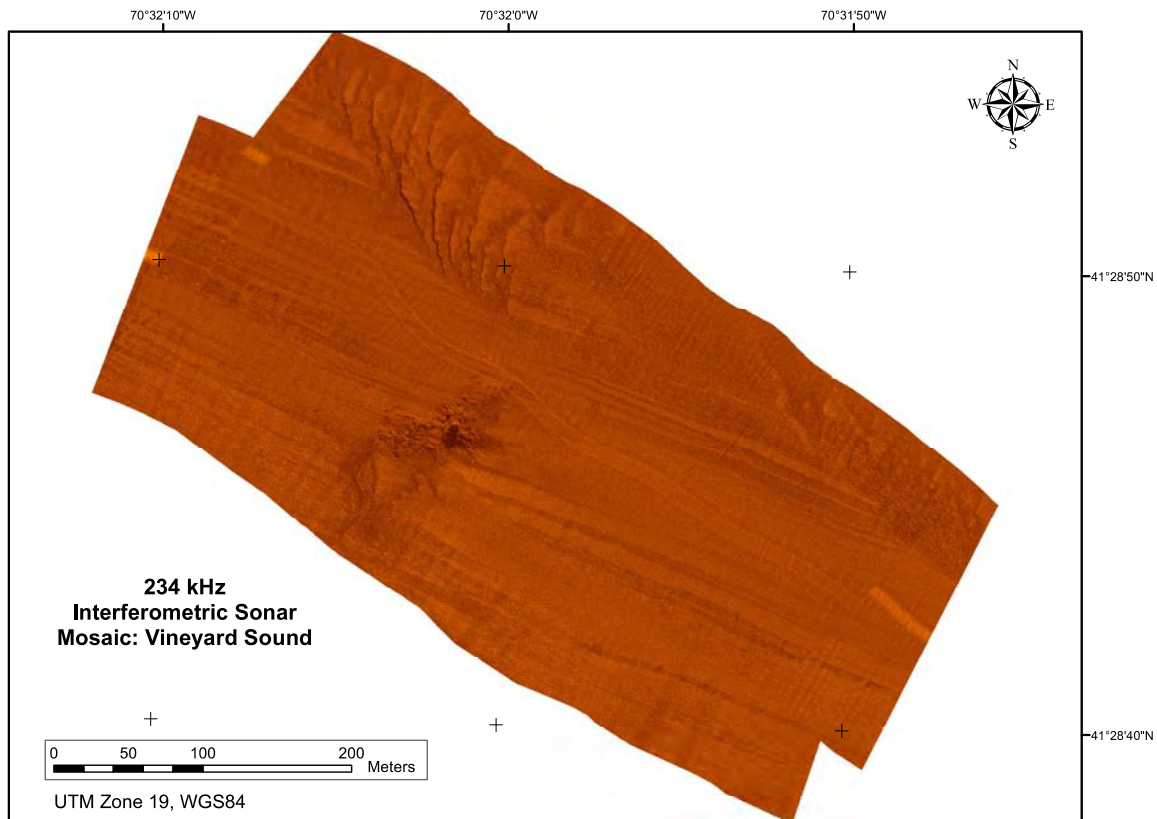 70°32'10"W 70°32'0"W 70°31'50"W
N
W E
S
41°28'50"N
234 kHz
Interferometric Sonar
Mosaic: Vineyard Sound
41°28'40"N
0 50 100 200
Meters
UTM Zone 19, WGS84